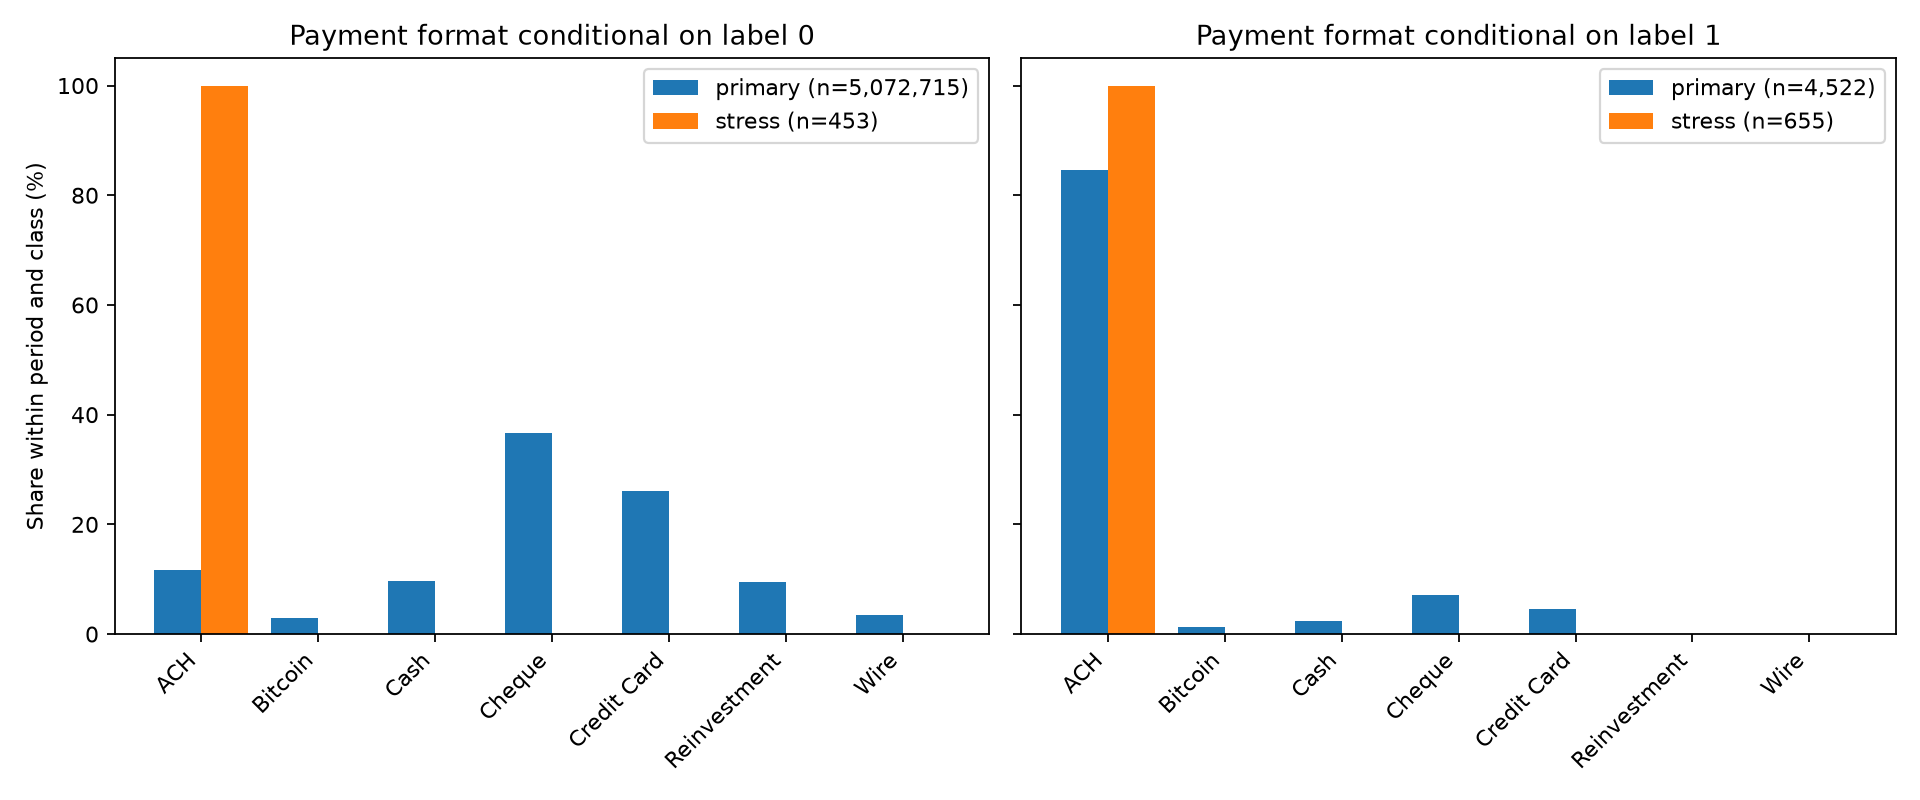 Payment format conditional on label 0
primary (n=5,072,715)
stress (n=453)
Share within period and class (%)
100
80
60
40
20
0
ACH
Bitcoin
Cash
Cheque
Credit Card
Reinvestment
Wire
Payment format conditional on label 1
primary (n=4,522)
stress (n=655)
ACH
Bitcoin
Cash
Cheque
Credit Card
Reinvestment
Wire